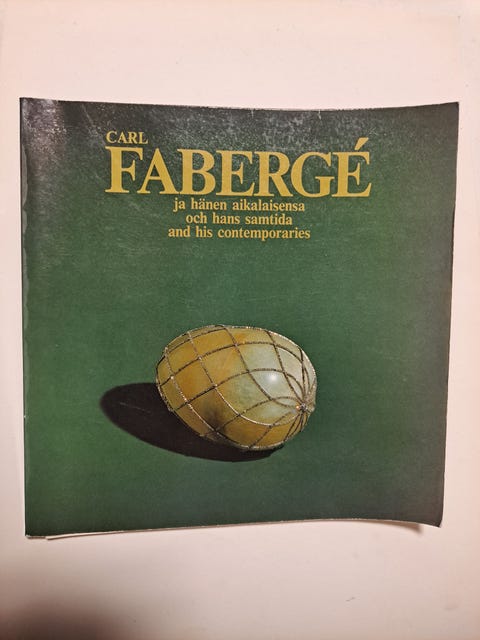 CARL
FABERGÉ
ja hänen aikalaisensa
och hans samtida
and his contemporaries